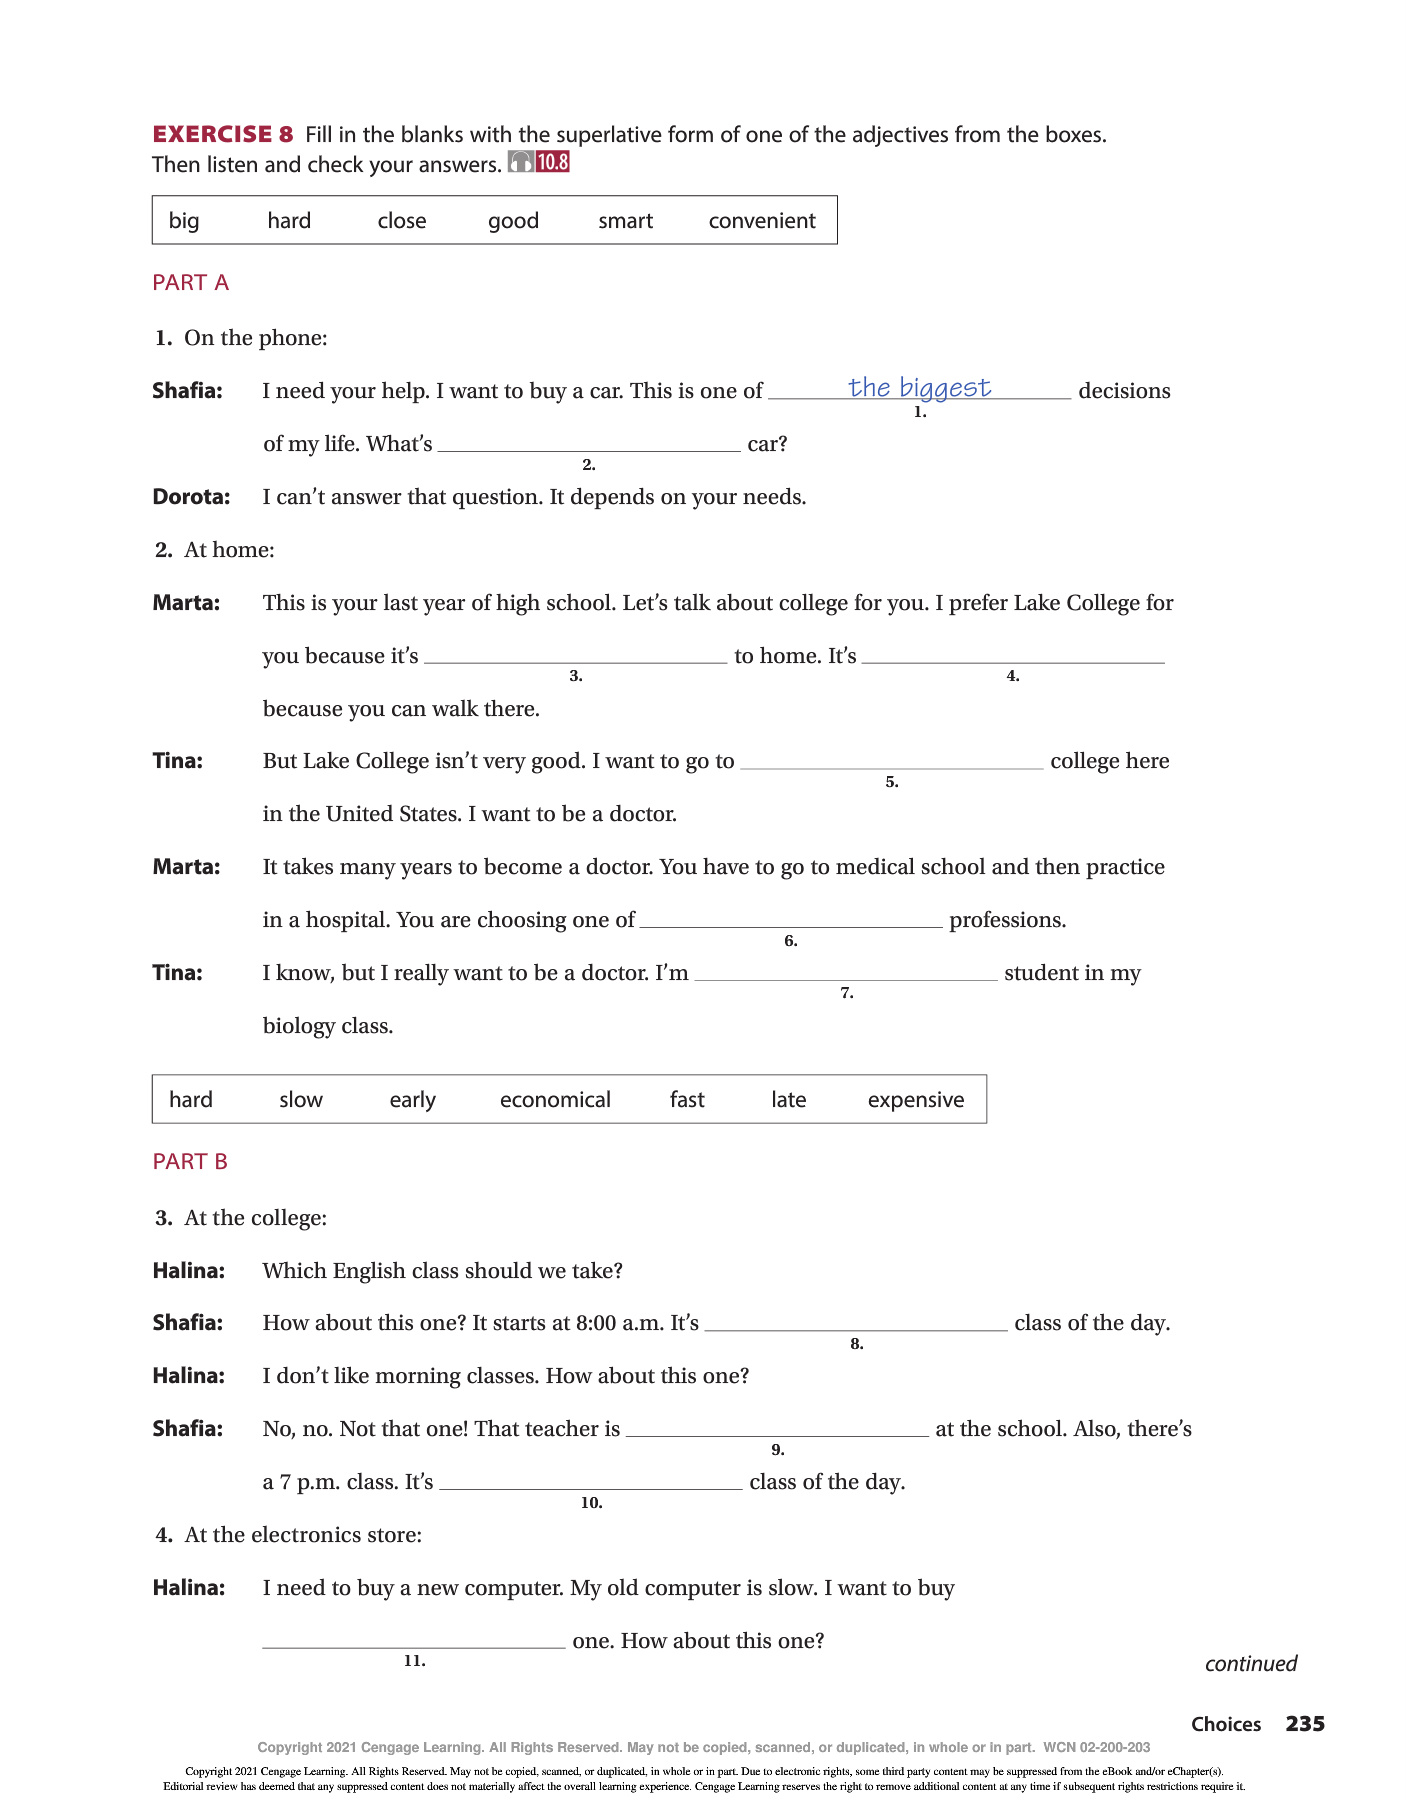 EXERCISE 8 Fill in the blanks with the superlative form of one of the adjectives from the boxes.
Then listen and check your answers. 10.8
big hard close good smart convenient
PART A
1. On the phone:
Shafia: I need your help. I want to buy a car. This is one of the biggest decisions
1.
of my life. What's car?
2.
Dorota: I can't answer that question. It depends on your needs.
2. At home:
Marta: This is your last year of high school. Let's talk about college for you. I prefer Lake College for
you because it's to home. It's
3. 4.
because you can walk there.
Tina: But Lake College isn't very good. I want to go to college here
5.
in the United States. I want to be a doctor.
Marta: It takes many years to become a doctor. You have to go to medical school and then practice
in a hospital. You are choosing one of professions.
6.
Tina: I know, but I really want to be a doctor. I'm student in my
7.
biology class.
hard slow early economical fast late expensive
PART B
3. At the college:
Halina: Which English class should we take?
Shafia: How about this one? It starts at 8:00 a.m. It's class of the day.
8.
Halina: I don't like morning classes. How about this one?
Shafia: No, no. Not that one! That teacher is at the school. Also, there's
9.
a 7 p.m. class. It's class of the day.
10.
4. At the electronics store:
Halina: I need to buy a new computer. My old computer is slow. I want to buy
one. How about this one?
11.
continued
Choices 235
Copyright 2021 Cengage Learning. All Rights Reserved. May not be copied, scanned, or duplicated, in whole or in part. WCN 02-200-203
Copyright 2021 Cengage Learning. All Rights Reserved. May not be copied, scanned, or duplicated, in whole or in part. Due to electronic rights, some third party content may be suppressed from the eBook and/or eChapter(s).
Editorial review has deemed that any suppressed content does not materially affect the overall learning experience. Cengage Learning reserves the right to remove additional content at any time if subsequent rights restrictions require it.